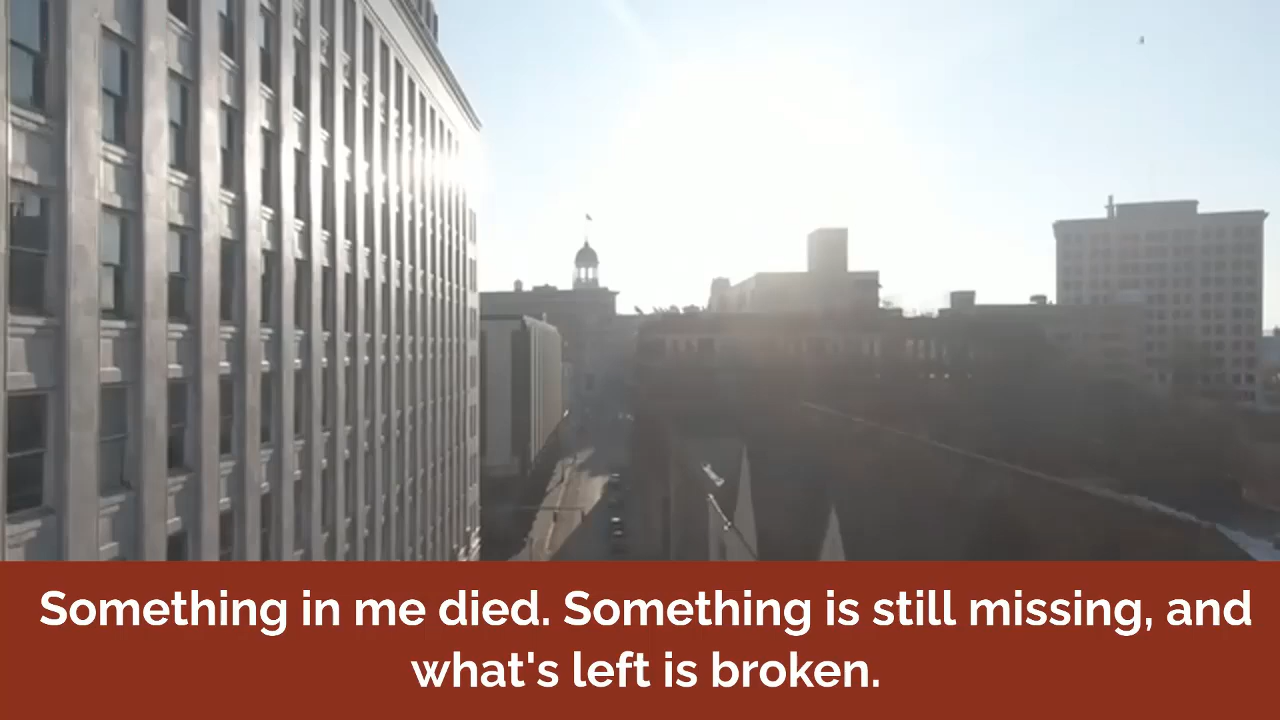 Something in me died. Something is still missing, and
what's left is broken.